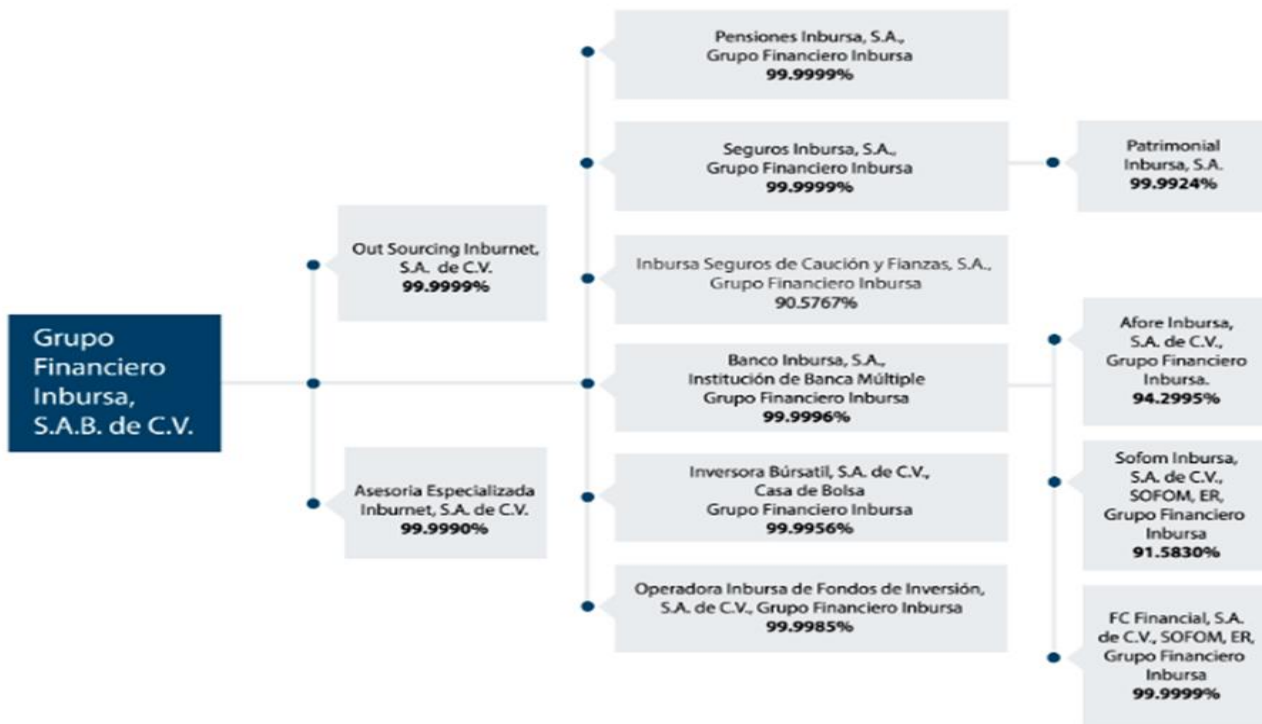 Grupo
Financiero
Inbursa,
S.A.B. de C.V.
Out Sourcing Inburnet,
S.A. de C.V.
99.9999%
Asesoria Especializada
Inburnet, S.A. de C.V.
99.9990%
Pensiones Inbursa, S.A.,
Grupo Financiero Inbursa
99.9999%
Seguros Inbursa, S.A.,
Grupo Financiero Inbursa
99.9999%
Inbursa Seguros de Caución y Fianzas, S.A.,
Grupo Financiero Inbursa
90.5767%
Banco Inbursa, S.A.,
Institución de Banca Múltiple
Grupo Financiero Inbursa
99.9996%
Inversora Búrsatil, S.A. de C.V.,
Casa de Bolsa
Grupo Financiero Inbursa
99.9956%
Operadora Inbursa de Fondos de Inversión,
S.A. de C.V., Grupo Financiero Inbursa
99.9985%
Patrimonial
Inbursa, S.A.
99.9924%
Afore Inbursa,
S.A. de C.V.,
Grupo Financiero
Inbursa.
94.2995%
Sofom Inbursa,
S.A. de C.V.,
SOFOM, ER,
Grupo Financiero
Inbursa
91.5830%
FC Financial, S.A.
de C.V., SOFOM, ER,
Grupo Financiero
Inbursa
99.9999%